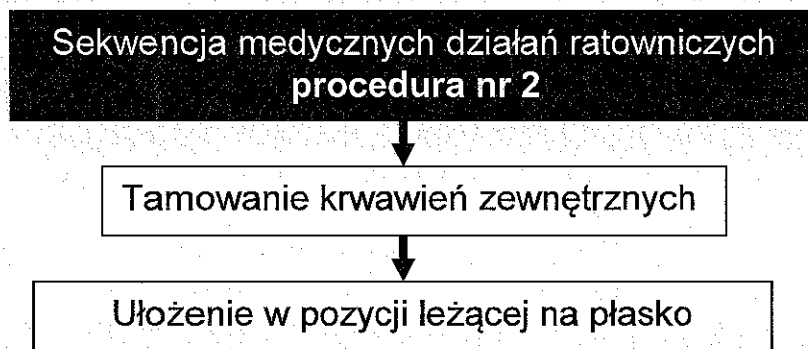 Sekwencja medycznych działań ratowniczych
procedura nr 2
Tamowanie krwawień zewnętrznych
Ułożenie w pozycji leżącej na płasko